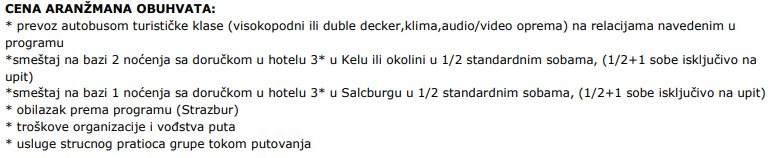 CENA ARANŽMANA OBUHVATA:
* prevoz autobusom turističke klase (visokopodni ili duble decker,klima,audio/video oprema) na relacijama navedenim u
programu
*smeštaj na bazi 2 noćenja sa doručkom u hotelu 3* u Kelu ili okolini u 1/2 standardnim sobama, (1/2+1 sobe isključivo na
upit)
*smeštaj na bazi 1 noćenja sa doručkom u hotelu 3* u Salcburgu u 1/2 standardnim sobama, (1/2+1 sobe isključivo na upit)
* obilazak prema programu (Strazbur)
* troškove organizacije i vođstva puta
* usluge strucnog pratioca grupe tokom putovanja